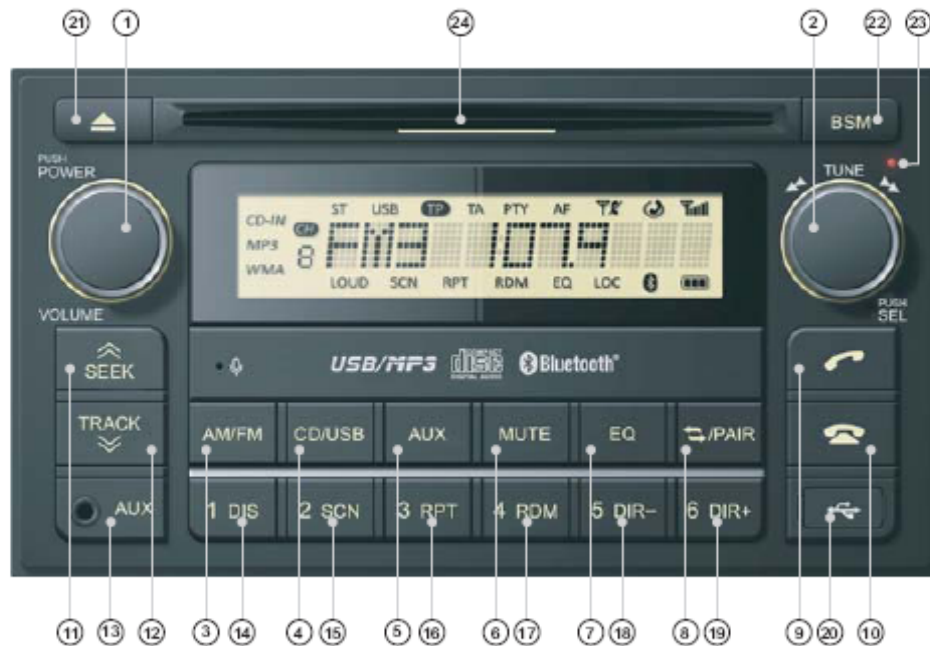 21 1 24 2 22 23
BSM
PUSH
POWER
TUNE
ST USB TP TA PTY AF
CD-IN
CH
MP3
8 FM3 107.9
WMA
LOUD SCN RPT RDM EQ LOC
VOLUME
PUSH
SEL
SEEK
USB/MP3 COMPACT disc DIGITAL AUDIO Bluetooth®
TRACK
AM/FM CD/USB AUX MUTE EQ /PAIR
AUX
1 DIS 2 SCN 3 RPT 4 RDM 5 DIR- 6 DIR+
11 13 12 3 14 4 15 5 16 6 17 7 18 8 19 9 20 10